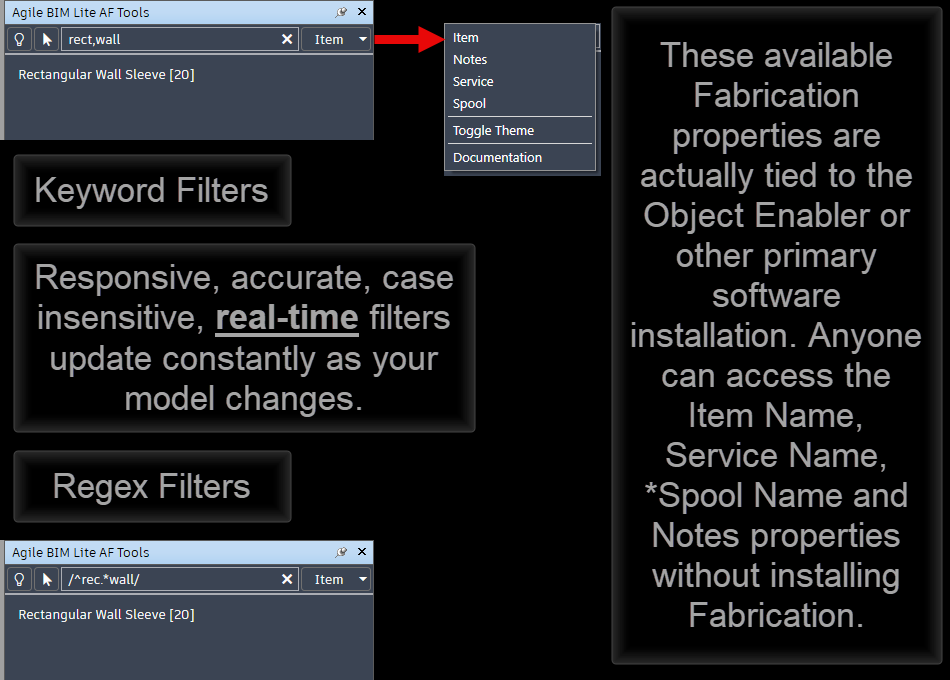 Agile BIM Lite AF Tools
rect,wall
Item
Rectangular Wall Sleeve [20]
Item
Notes
Service
Spool
Toggle Theme
Documentation
Keyword Filters
Responsive, accurate, case
insensitive, real-time filters
update constantly as your
model changes.
Regex Filters
Agile BIM Lite AF Tools
/^rec.*wall/
Item
Rectangular Wall Sleeve [20]
These available
Fabrication
properties are
actually tied to the
Object Enabler or
other primary
software
installation. Anyone
can access the
Item Name,
Service Name,
*Spool Name and
Notes properties
without installing
Fabrication.